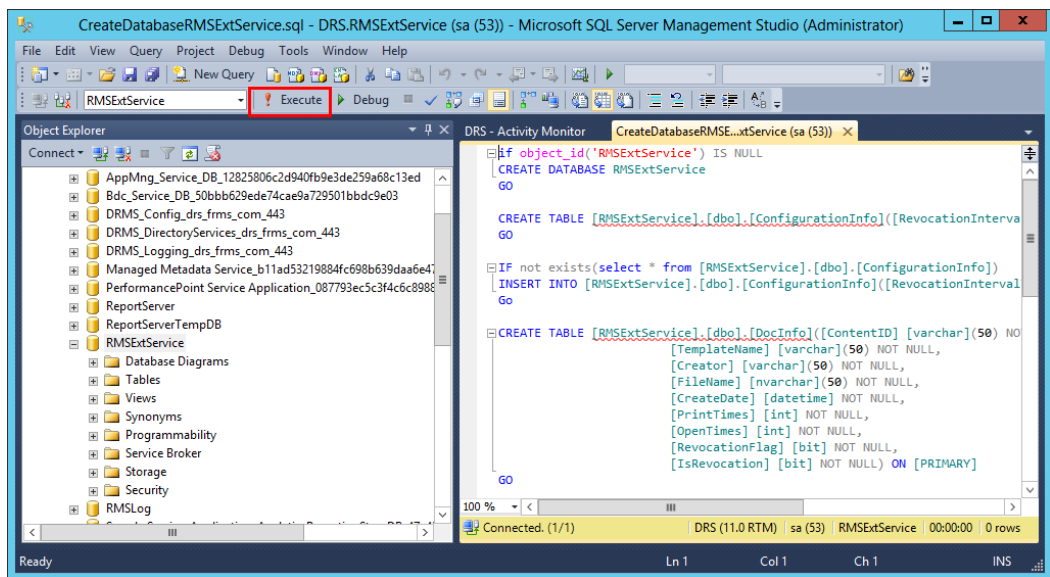 CreateDatabaseRMSExtService.sql - DRS.RMSExtService (sa (53)) - Microsoft SQL Server Management Studio (Administrator)
File Edit View Query Project Debug Tools Window Help
New Query
RMSExtService Execute Debug
Object Explorer
Connect
AppMng_Service_DB_12825806c2d940fb9e3de259a68c13ed
Bdc_Service_DB_50bbb629ede74cae9a729501bbdc9e03
DRMS_Config_drs_frms_com_443
DRMS_DirectoryServices_drs_frms_com_443
DRMS_Logging_drs_frms_com_443
Managed Metadata Service_b11ad53219884fc698b639daa6e47
PerformancePoint Service Application_087793ec5c3f4c6c8988
ReportServer
ReportServerTempDB
RMSExtService
Database Diagrams
Tables
Views
Synonyms
Programmability
Service Broker
Storage
Security
RMSLog
DRS - Activity Monitor CreateDatabaseRMSE...xtService (sa (53))
if object_id('RMSExtService') IS NULL
CREATE DATABASE RMSExtService
GO
CREATE TABLE [RMSExtService].[dbo].[ConfigurationInfo]([RevocationInterva
GO
IF not exists(select * from [RMSExtService].[dbo].[ConfigurationInfo])
INSERT INTO [RMSExtService].[dbo].[ConfigurationInfo]([RevocationInterval
Go
CREATE TABLE [RMSExtService].[dbo].[DocInfo]([ContentID] [varchar](50) NO
[TemplateName] [varchar](50) NOT NULL,
[Creator] [varchar](50) NOT NULL,
[FileName] [nvarchar](50) NOT NULL,
[CreateDate] [datetime] NOT NULL,
[PrintTimes] [int] NOT NULL,
[OpenTimes] [int] NOT NULL,
[RevocationFlag] [bit] NOT NULL,
[IsRevocation] [bit] NOT NULL) ON [PRIMARY]
GO
100 %
Connected. (1/1) DRS (11.0 RTM) sa (53) RMSExtService 00:00:00 0 rows
Ready Ln 1 Col 1 Ch 1 INS